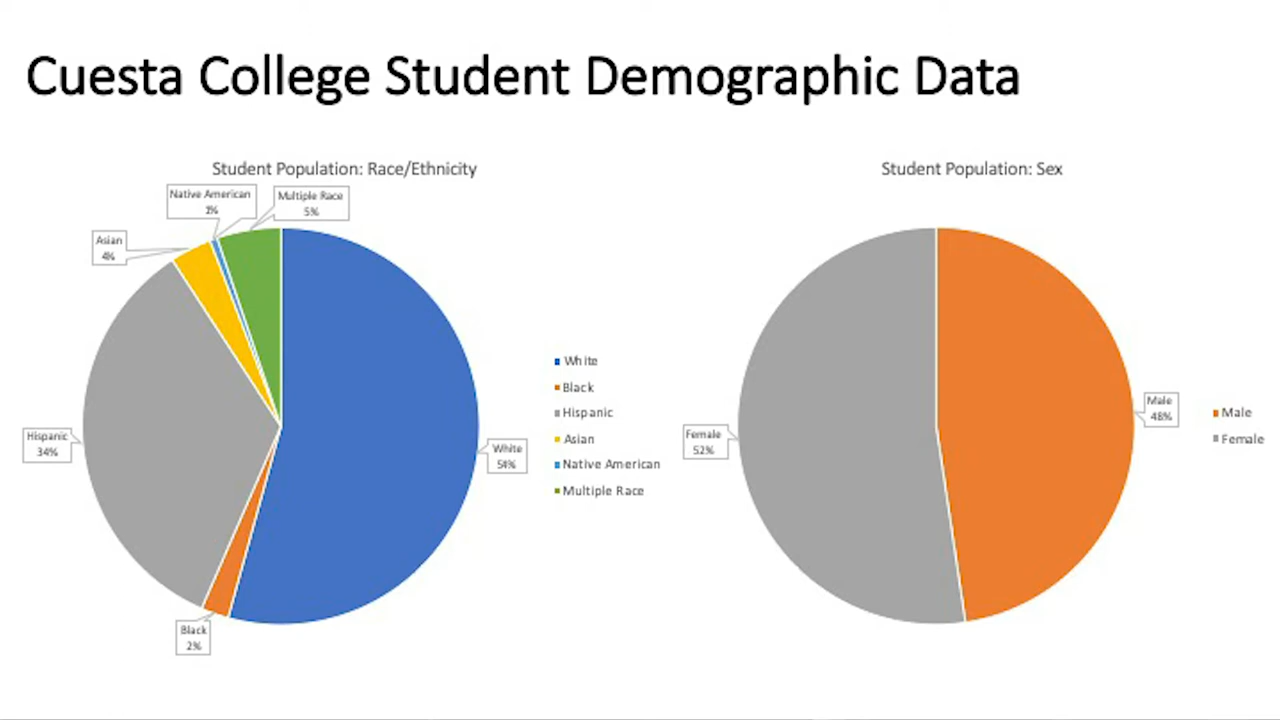 Cuesta College Student Demographic Data
Student Population: Race/Ethnicity
Native American
1%
Multiple Race
5%
Asian
4%
Hispanic
34%
White
54%
Black
2%
White
Black
Hispanic
Asian
Native American
Multiple Race
Student Population: Sex
Female
52%
Male
48%
Male
Female